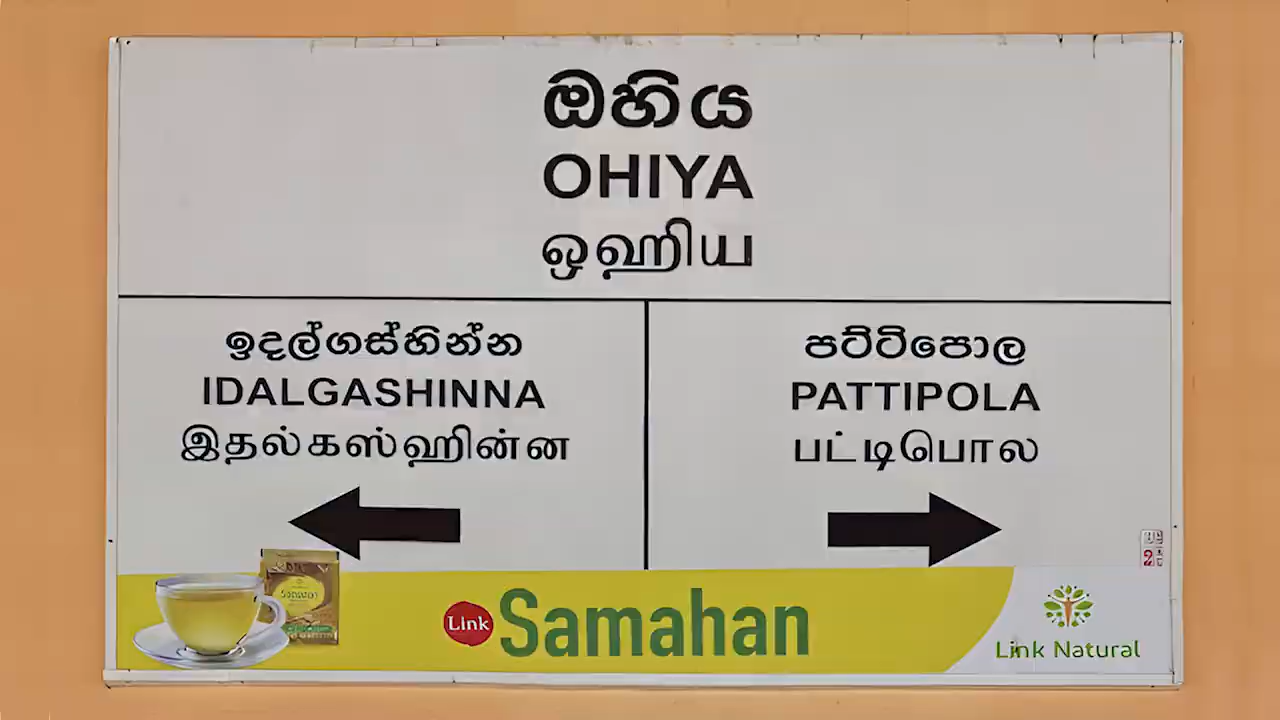 ඔහිය
OHIYA
ஒஹிய
ඉදල්ගස්හින්න
IDALGASHINNA
இதல்கஸ்ஹின்ன
පට්ටිපොල
PATTIPOLA
பட்டிபொல
Link Samahan
Link Natural